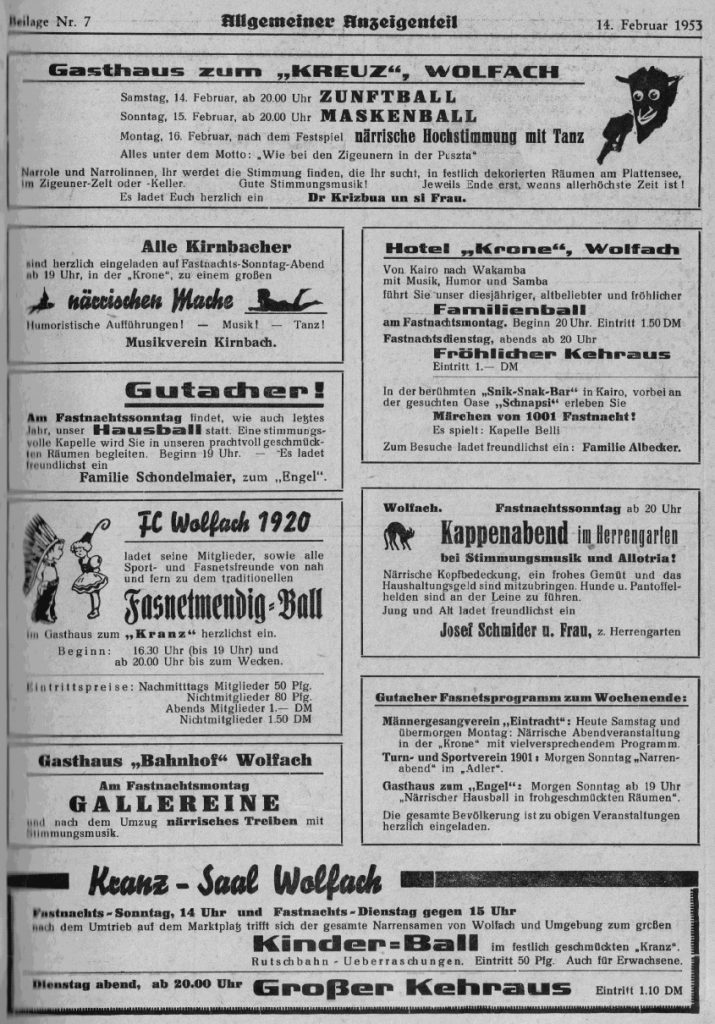 Beilage Nr. 7
Allgemeiner Anzeigenteil
14. Februar 1953
Gasthaus zum „KREUZ“, WOLFACH
Samstag, 14. Februar, ab 20.00 Uhr ZUNFTBALL
Sonntag, 15. Februar, ab 20.00 Uhr MASKENBALL
Montag, 16. Februar, nach dem Festspiel närrische Hochstimmung mit Tanz
Alles unter dem Motto: „Wie bei den Zigeunern in der Puszta“
Narrole und Narrolinnen, Ihr werdet die Stimmung finden, die Ihr sucht, in festlich dekorierten Räumen am Plattensee,
im Zigeuner-Zelt oder -Keller. Gute Stimmungsmusik! Jeweils Ende erst, wenns allerhöchste Zeit ist!
Es ladet Euch herzlich ein Dr Krizbua un si Frau.
Alle Kirnbacher
sind herzlich eingeladen auf Fastnachts-Sonntag-Abend
ab 19 Uhr, in der „Krone“, zu einem großen
närrischen Mache
Humoristische Aufführungen! — Musik! — Tanz!
Musikverein Kirnbach.
Gutacher!
Am Fastnachtssonntag findet, wie auch letztes
Jahr, unser Hausball statt. Eine stimmungs-
volle Kapelle wird Sie in unseren prachtvoll geschmück-
ten Räumen begleiten. Beginn 19 Uhr. — Es ladet
freundlichst ein
Familie Schondelmaier, zum „Engel“.
FC Wolfach 1920
ladet seine Mitglieder, sowie alle
Sport- und Fasnetsfreunde von nah
und fern zu dem traditionellen
Fasnetmendig-Ball
im Gasthaus zum „Kranz“ herzlichst ein.
Beginn: 16.30 Uhr (bis 19 Uhr) und
ab 20.00 Uhr bis zum Wecken.
Eintrittspreise: Nachmitttags Mitglieder 50 Pfg.
Nichtmitglieder 80 Pfg.
Abends Mitglieder 1.— DM
Nichtmitglieder 1.50 DM
Gasthaus „Bahnhof“ Wolfach
Am Fastnachtsmontag
GALLEREINE
und nach dem Umzug närrisches Treiben mit
Stimmungsmusik.
Hotel „Krone“, Wolfach
Von Kairo nach Wakamba
mit Musik, Humor und Samba
führt Sie unser diesjähriger, altbeliebter und fröhlicher
Familienball
am Fastnachtsmontag. Beginn 20 Uhr. Eintritt 1.50 DM
Fastnachtsdienstag, abends ab 20 Uhr
Fröhlicher Kehraus
Eintritt 1.— DM
In der berühmten „Snik-Snak-Bar“ in Kairo, vorbei an
der gesuchten Oase „Schnapsi“ erleben Sie
Märchen von 1001 Fastnacht!
Es spielt: Kapelle Belli
Zum Besuche ladet freundlichst ein: Familie Albecker.
Wolfach. Fastnachtssonntag ab 20 Uhr
Kappenabend im Herrengarten
bei Stimmungsmusik und Allotria!
Närrische Kopfbedeckung, ein frohes Gemüt und das
Haushaltungsgeld sind mitzubringen. Hunde u. Pantoffel-
helden sind an der Leine zu führen.
Jung und Alt ladet freundlichst ein
Josef Schmider u. Frau, z. Herrengarten
Gutacher Fasnetsprogramm zum Wochenende:
Männergesangverein „Eintracht“: Heute Samstag und
übermorgen Montag: Närrische Abendveranstaltung
in der „Krone“ mit vielversprechendem Programm.
Turn- und Sportverein 1901: Morgen Sonntag „Narren-
abend“ im „Adler“.
Gasthaus zum „Engel“: Morgen Sonntag ab 19 Uhr
„Närrischer Hausball in frohgeschmückten Räumen“.
Die gesamte Bevölkerung ist zu obigen Veranstaltungen
herzlich eingeladen.
Kranz - Saal Wolfach
Fastnachts-Sonntag, 14 Uhr und Fastnachts-Dienstag gegen 15 Uhr
nach dem Umtrieb auf dem Marktplatz trifft sich der gesamte Narrensamen von Wolfach und Umgebung zum großen
Kinder=Ball im festlich geschmückten „Kranz“.
Rutschbahn - Ueberraschungen. Eintritt 50 Pfg. Auch für Erwachsene.
Dienstag abend, ab 20.00 Uhr Großer Kehraus Eintritt 1.10 DM